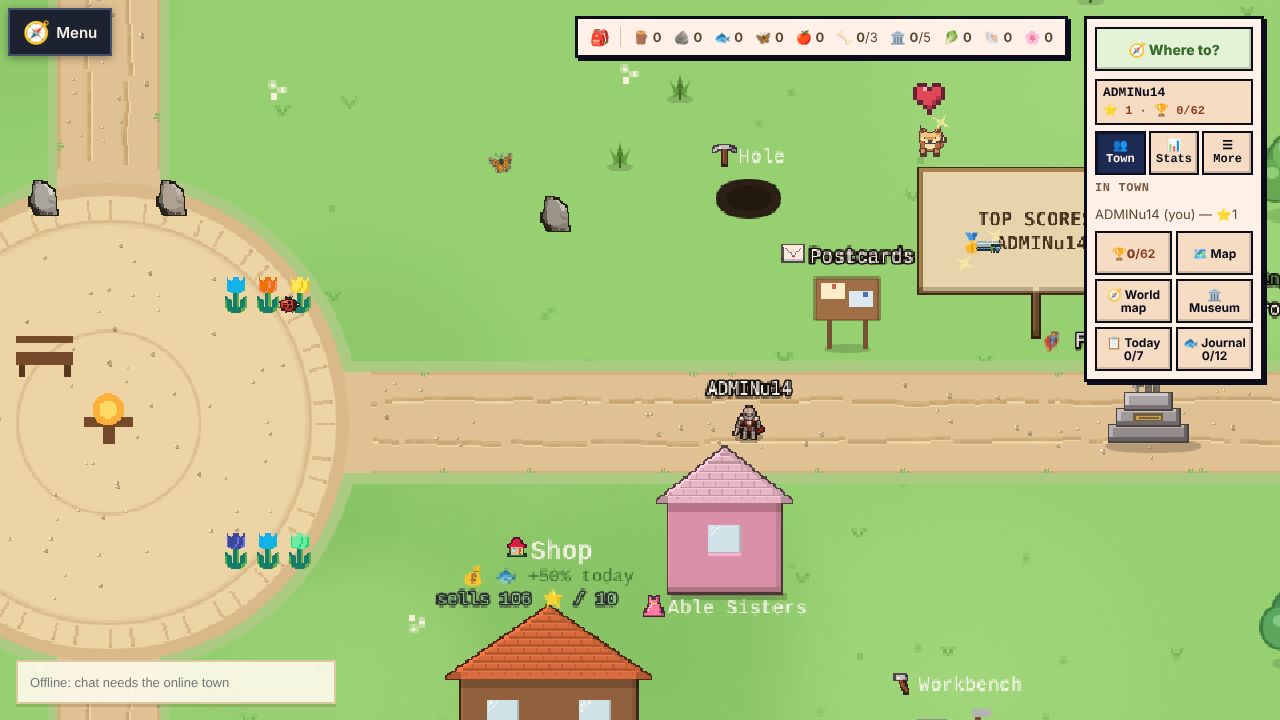 Menu
0 0 0 0 0 0/3 0/5 0 0 0
Where to?
ADMINu14
1 · 0/62
Town
Stats
More
IN TOWN
ADMINu14 (you) — 1
0/62
Map
World map
Museum
Today 0/7
Journal 0/12
Hole
TOP SCORES
ADMINu14
Postcards
ADMINu14
Shop
+50% today
sells 108 / 10
Able Sisters
Workbench
Offline: chat needs the online town